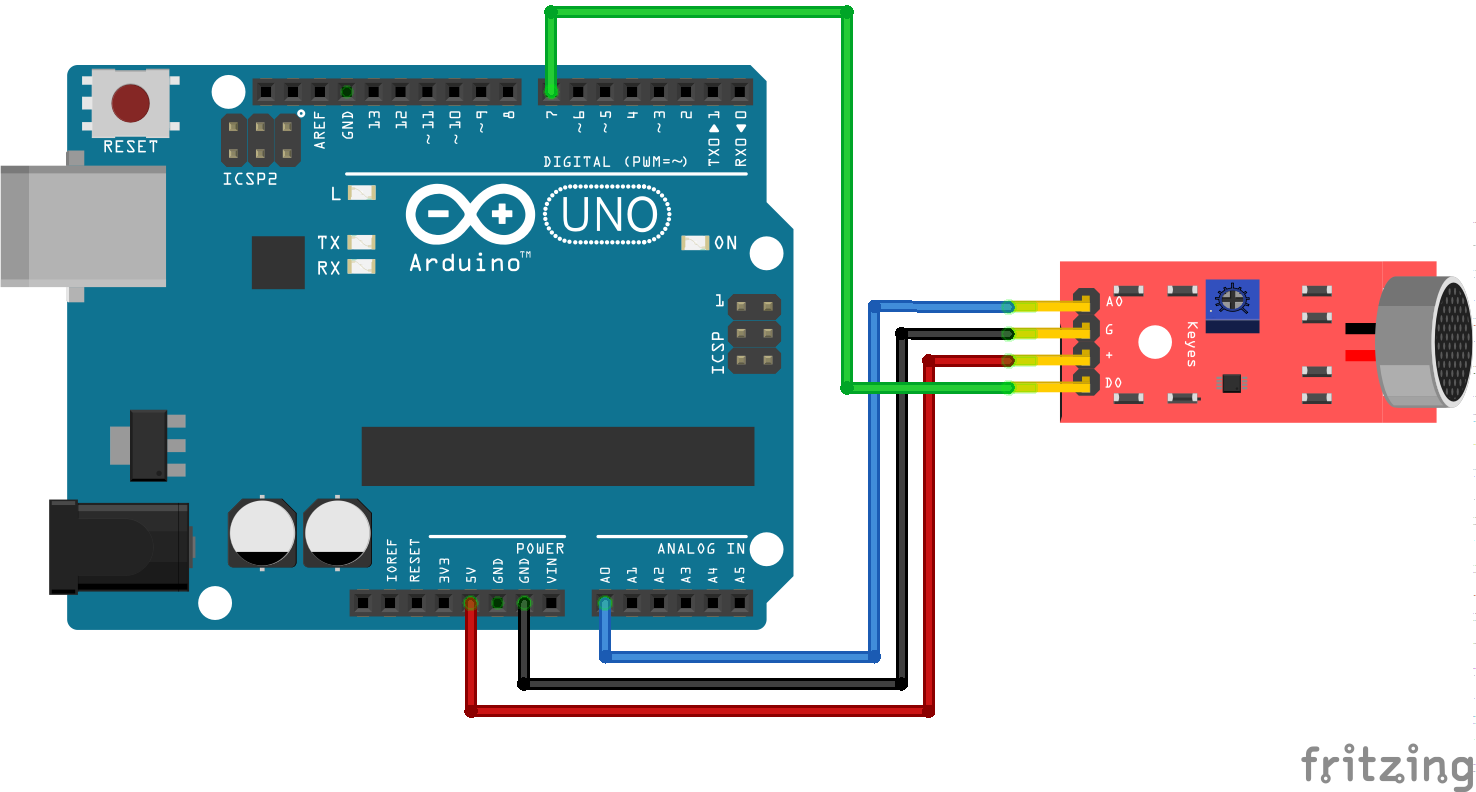 RESET
ICSP2
AREF
GND
13
12
~11
~10
~9
8
7
~6
~5
4
~3
2
TX0▶1
RX0◀0
DIGITAL (PWM=~)
L
TX
RX
UNO
Arduino™
ON
1
ICSP
A0
G
+
D0
Keyes
POWER
ANALOG IN
IOREF
RESET
3V3
5V
GND
GND
VIN
A0
A1
A2
A3
A4
A5
fritzing